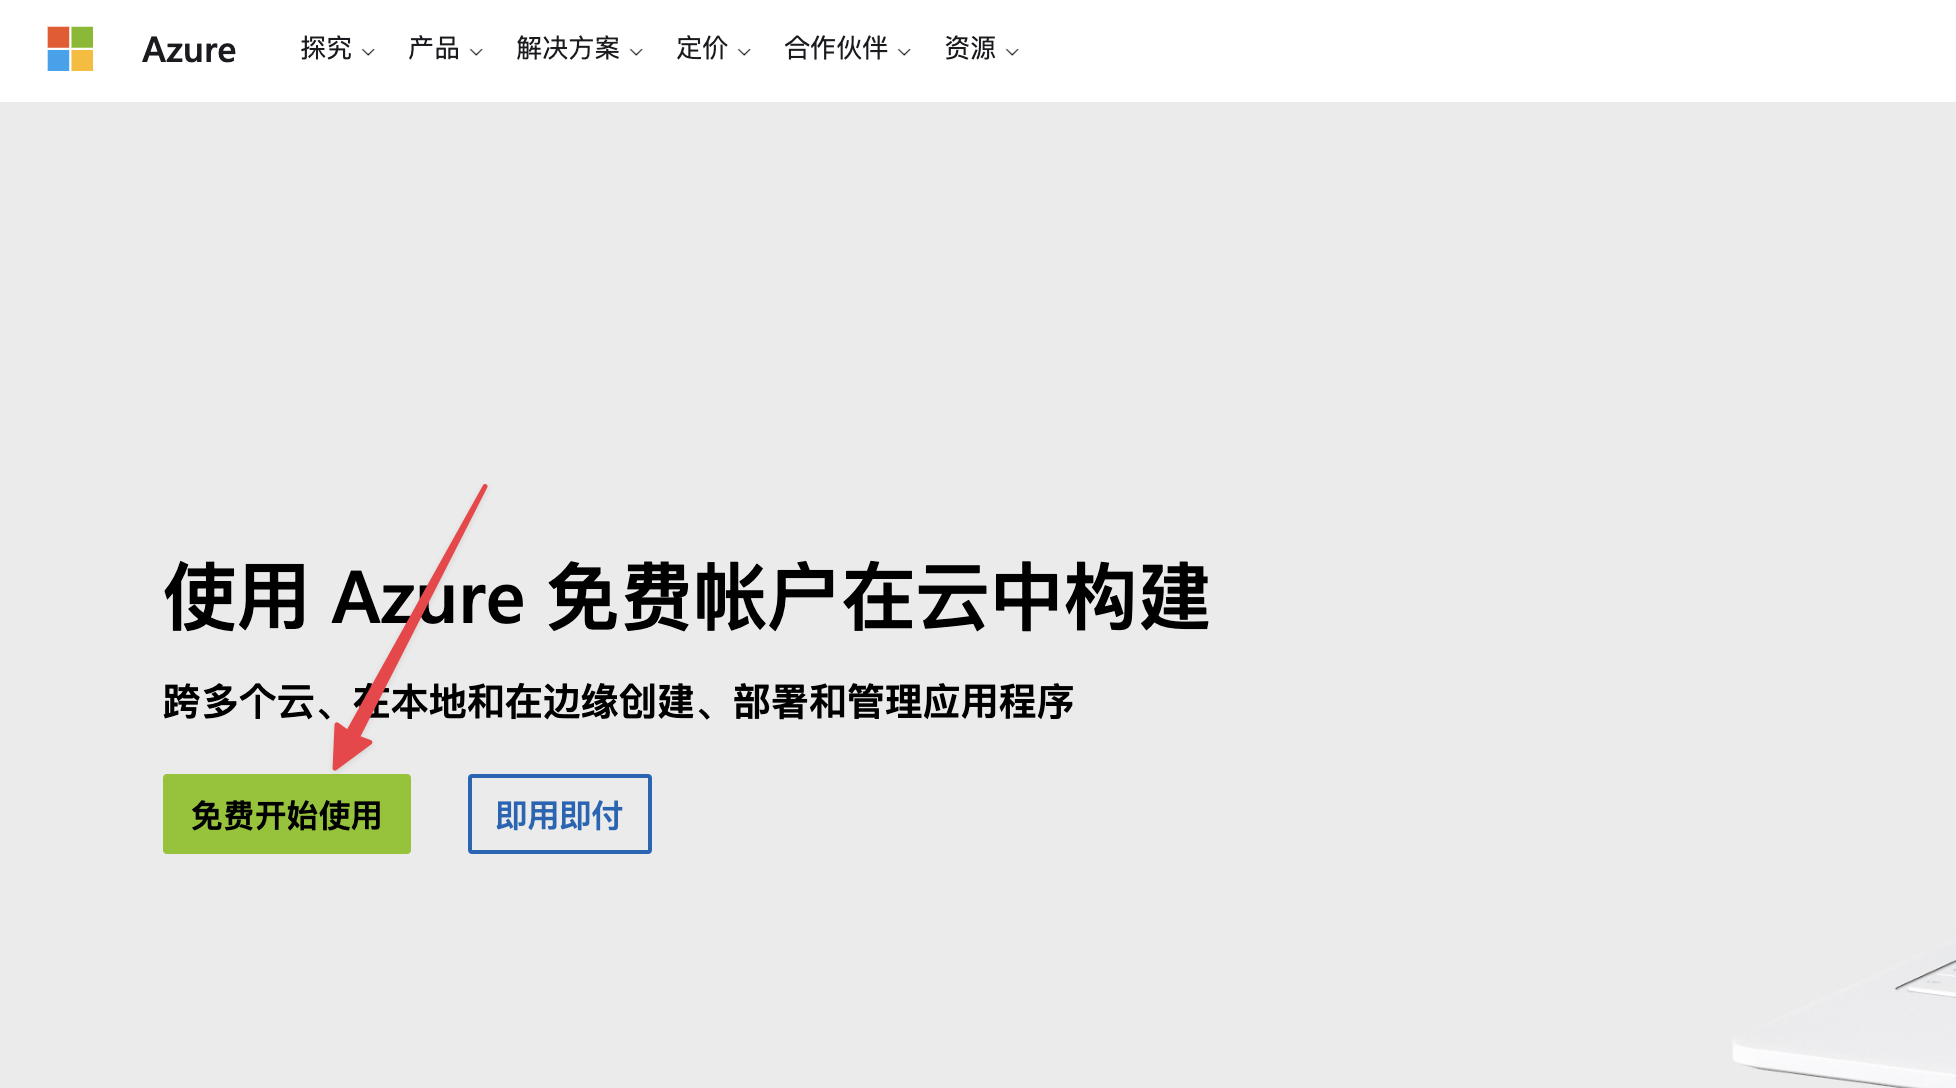 Azure 探究 产品 解决方案 定价 合作伙伴 资源
使用 Azure 免费帐户在云中构建
跨多个云、在本地和在边缘创建、部署和管理应用程序
免费开始使用 即用即付